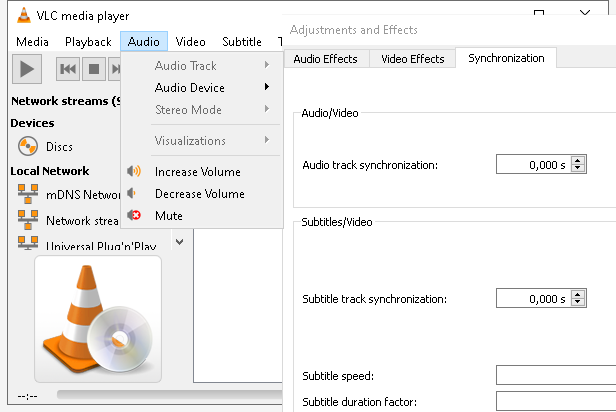 VLC media player
Media Playback Audio Video Subtitle
Audio Track
Audio Device
Stereo Mode
Visualizations
Increase Volume
Decrease Volume
Mute
Network streams
Devices
Discs
Local Network
mDNS Netwo
Network strea
Universal Plug'n'Play
--:--
Adjustments and Effects
Audio Effects Video Effects Synchronization
Audio/Video
Audio track synchronization: 0,000 s
Subtitles/Video
Subtitle track synchronization: 0,000 s
Subtitle speed:
Subtitle duration factor: